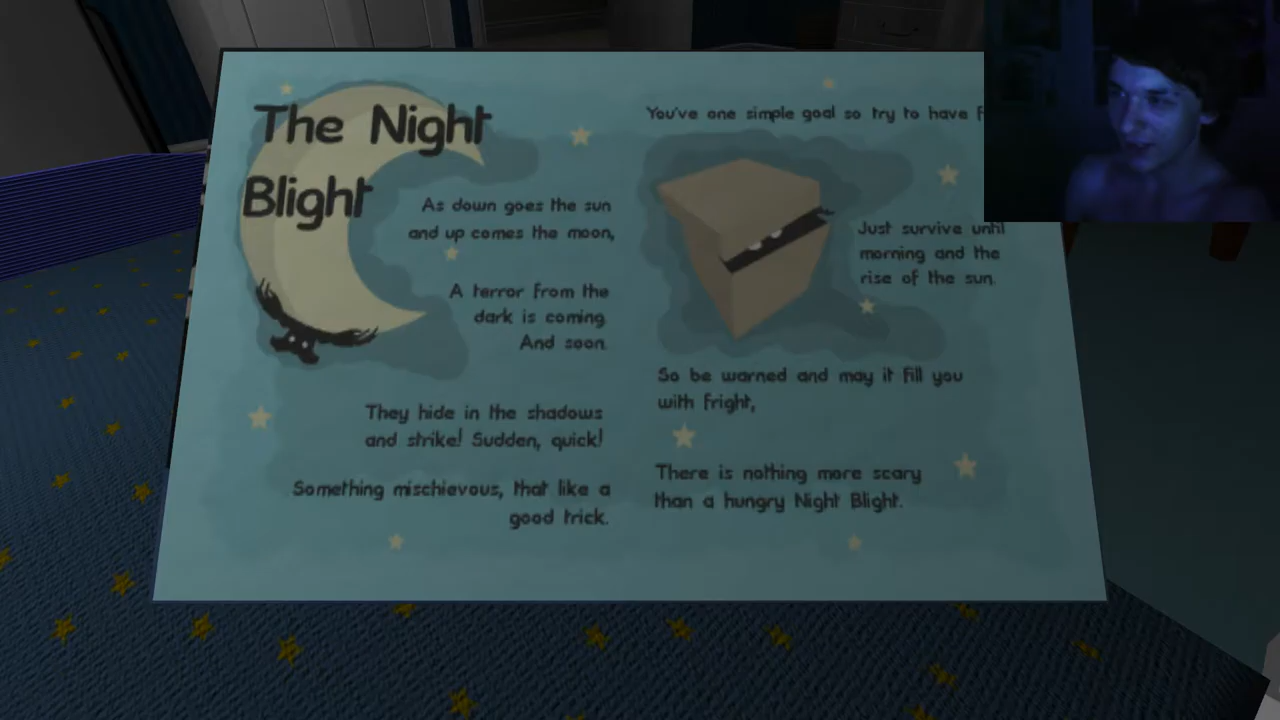 The Night
Blight
As down goes the sun
and up comes the moon,
A terror from the
dark is coming.
And soon.
They hide in the shadows
and strike! Sudden, quick!
Something mischievous, that like a
good trick.
You've one simple goal so try to have
Just survive until
morning and the
rise of the sun.
So be warned and may it fill you
with fright,
There is nothing more scary
than a hungry Night Blight.